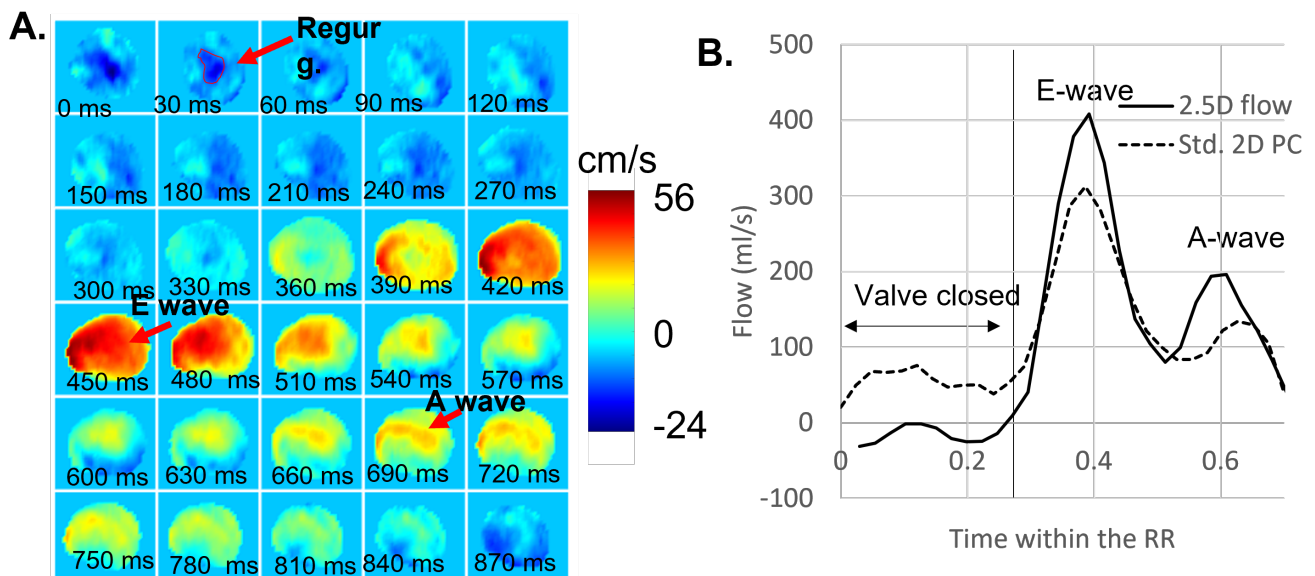 A.
Regur
g.
0 ms
30 ms
60 ms
90 ms
120 ms
150 ms
180 ms
210 ms
240 ms
270 ms
300 ms
330 ms
360 ms
390 ms
420 ms
E wave
450 ms
480 ms
510 ms
540 ms
570 ms
A wave
600 ms
630 ms
660 ms
690 ms
720 ms
750 ms
780 ms
810 ms
840 ms
870 ms
cm/s
56
0
-24
B.
500
400
300
200
100
0
-100
Flow (ml/s)
E-wave
2.5D flow
Std. 2D PC
A-wave
Valve closed
0
0.2
0.4
0.6
Time within the RR